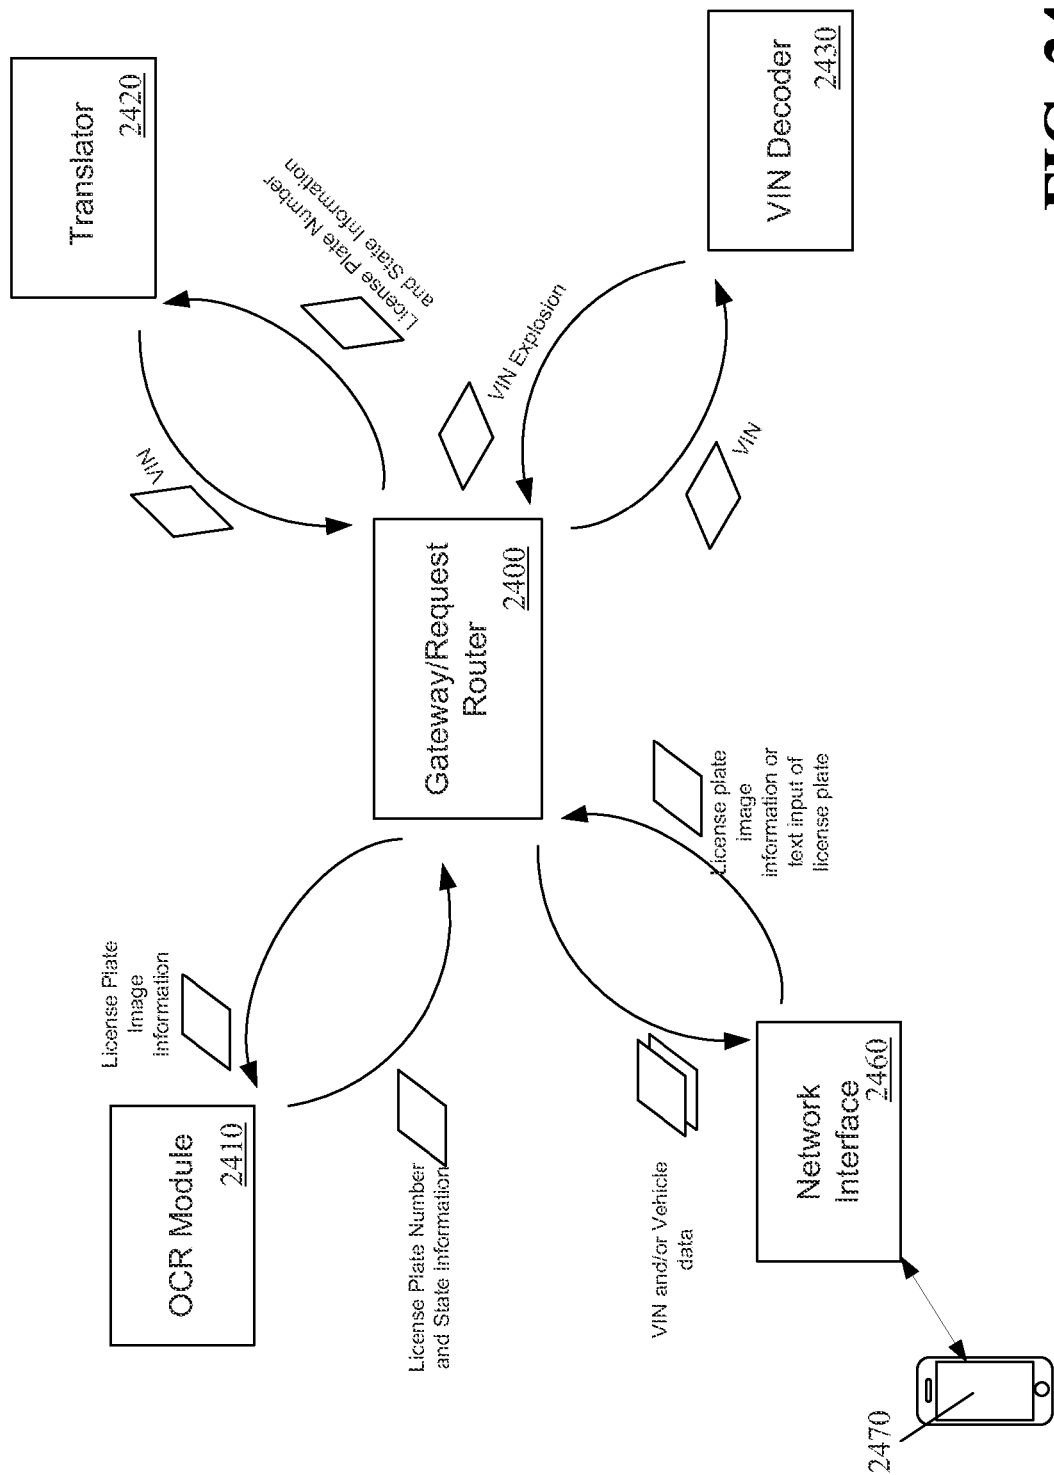 OCR Module
2410
License Plate
Image
Information
VIN
Translator
2420
License Plate Number
and State Information
License Plate Number
and State Information
Gateway/Request
Router
2400
VIN Explosion
VIN and/or Vehicle
data
License plate
image
information or
text input of
license plate
VIN
VIN Decoder
2430
Network
Interface
2460
2470
FIG.